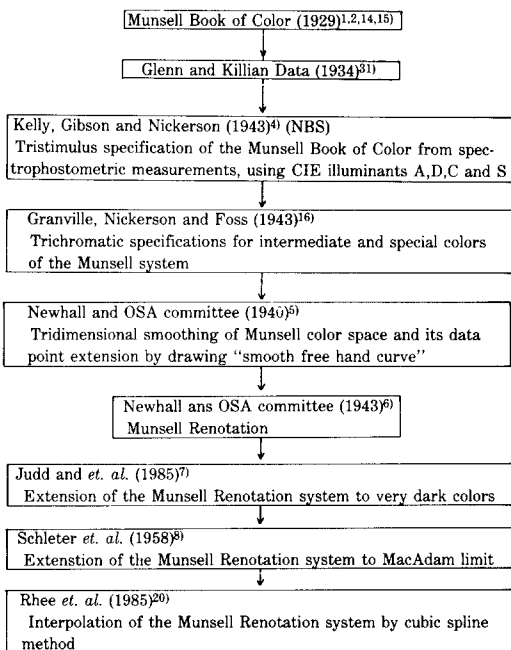 Munsell Book of Color (1929)1,2,14,15)
Glenn and Killian Data (1934)31)
Kelly, Gibson and Nickerson (1943)4) (NBS)
Tristimulus specification of the Munsell Book of Color from spec-
trophostometric measurements, using CIE illuminants A,D,C and S
Granville, Nickerson and Foss (1943)16)
Trichromatic specifications for intermediate and special colors
of the Munsell system
Newhall and OSA committee (1940)5)
Tridimensional smoothing of Munsell color space and its data
point extension by drawing “smooth free hand curve”
Newhall ans OSA committee (1943)6)
Munsell Renotation
Judd and et. al. (1985)7)
Extension of the Munsell Renotation system to very dark colors
Schleter et. al. (1958)8)
Extenstion of the Munsell Renotation system to MacAdam limit
Rhee et. al. (1985)20)
Interpolation of the Munsell Renotation system by cubic spline
method